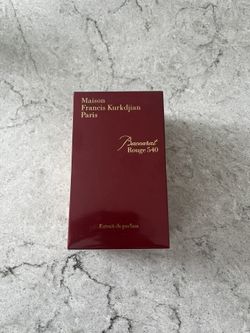 Maison
Francis Kurkdjian
Paris
Baccarat
Rouge 540
Extrait de parfum